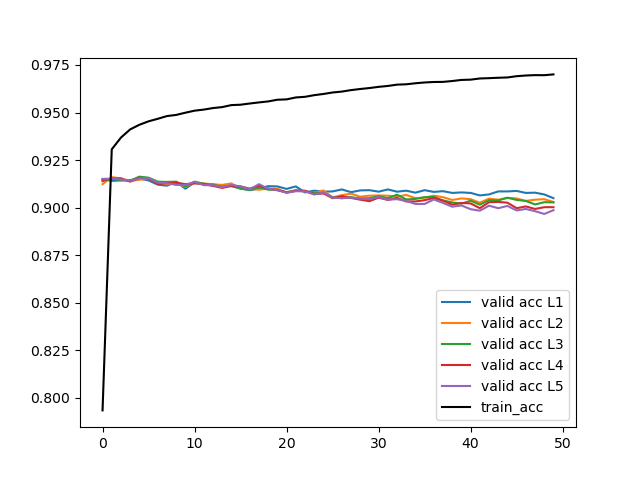 0.975
0.950
0.925
0.900
0.875
0.850
0.825
0.800
0
10
20
30
40
50
valid acc L1
valid acc L2
valid acc L3
valid acc L4
valid acc L5
train_acc